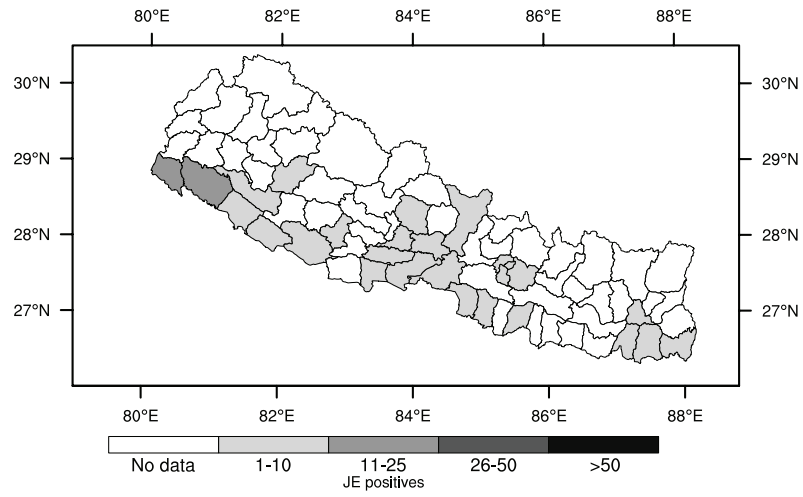 80°E 82°E 84°E 86°E 88°E
30°N 30°N
29°N 29°N
28°N 28°N
27°N 27°N
80°E 82°E 84°E 86°E 88°E
No data 1-10 11-25 26-50 >50
JE positives